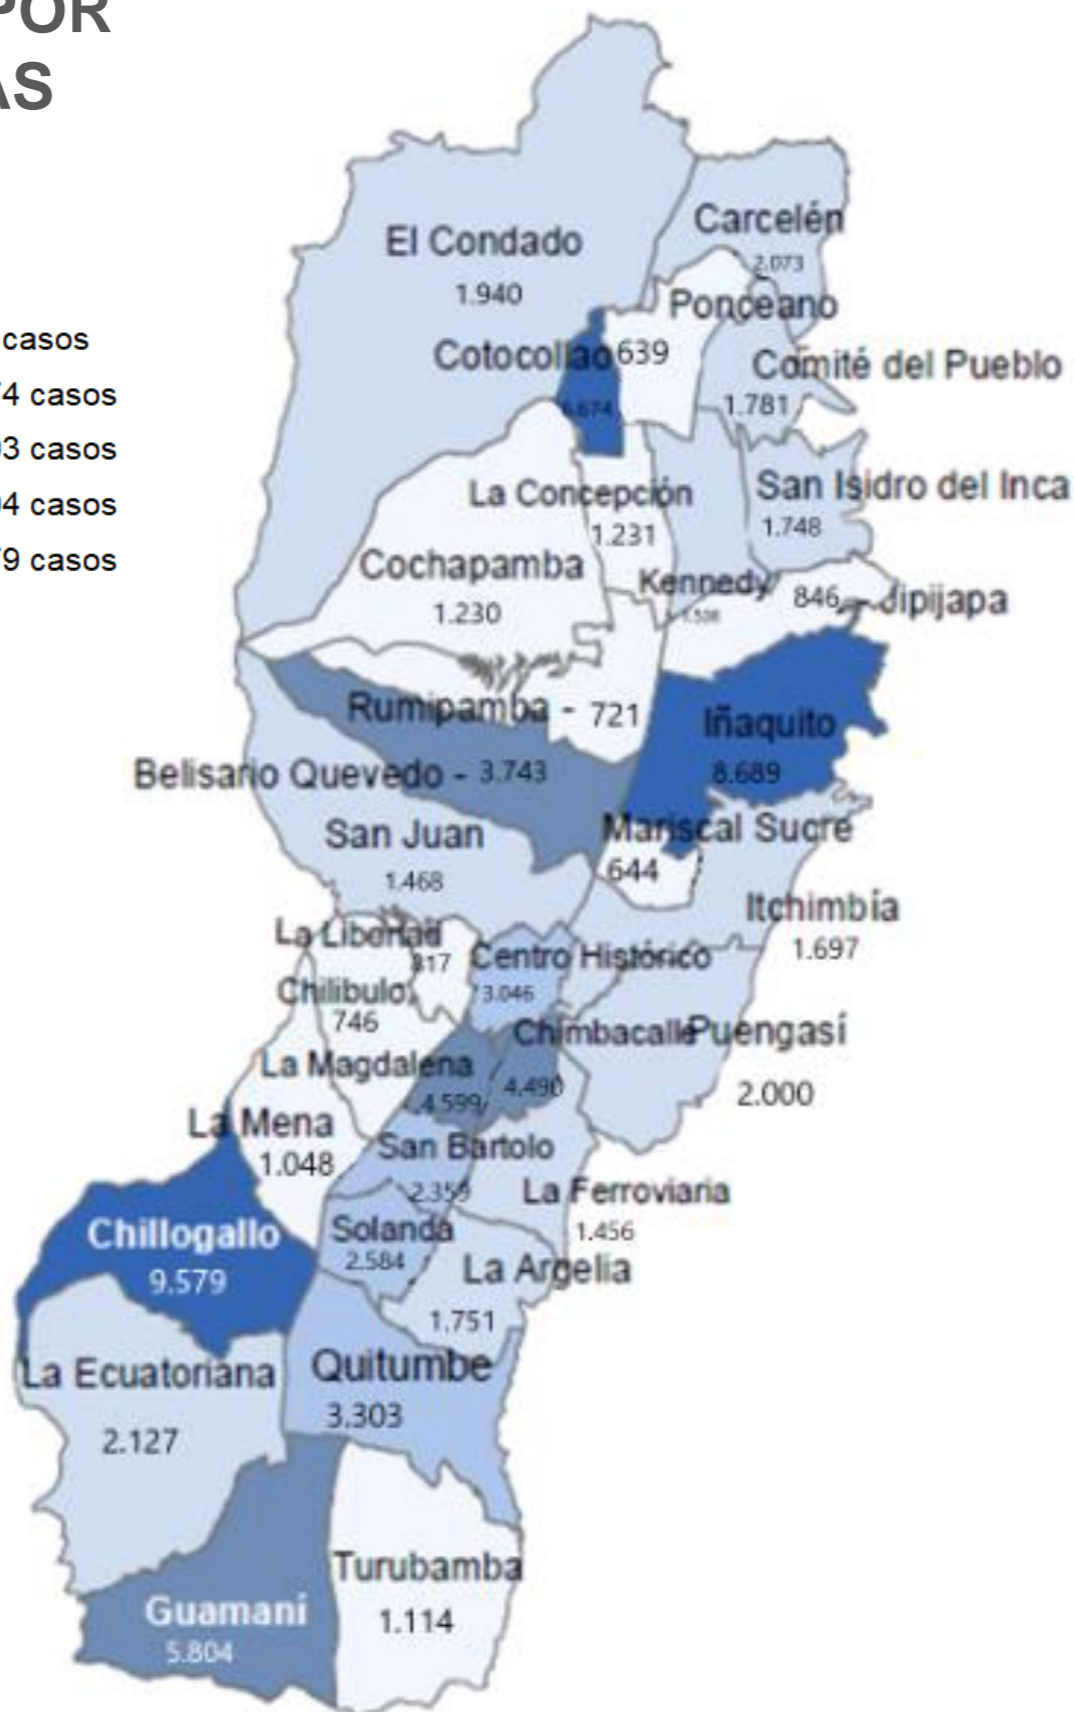 POR
AS
casos
74 casos
93 casos
04 casos
79 casos
El Condado
1.940
Carcelén
2.073
Ponceano
639
Cotocollao
Comité del Pueblo
1.781
La Concepción
1.231
San Isidro del Inca
1.748
Cochapamba
1.230
Kennedy
846 - Jipijapa
Rumipamba - 721
Iñaquito
8.689
Belisario Quevedo - 3.743
San Juan
1.468
Mariscal Sucre
644
Itchimbía
1.697
La Libertad
817
Centro Histórico
3.046
Chilibulo
746
Chimbacalle
4.490
Puengasí
2.000
La Magdalena
4.599
La Mena
1.048
San Bartolo
2.359
La Ferroviaria
1.456
Chillogallo
9.579
Solanda
2.584
La Argelia
1.751
La Ecuatoriana
2.127
Quitumbe
3.303
Guamaní
5.804
Turubamba
1.114